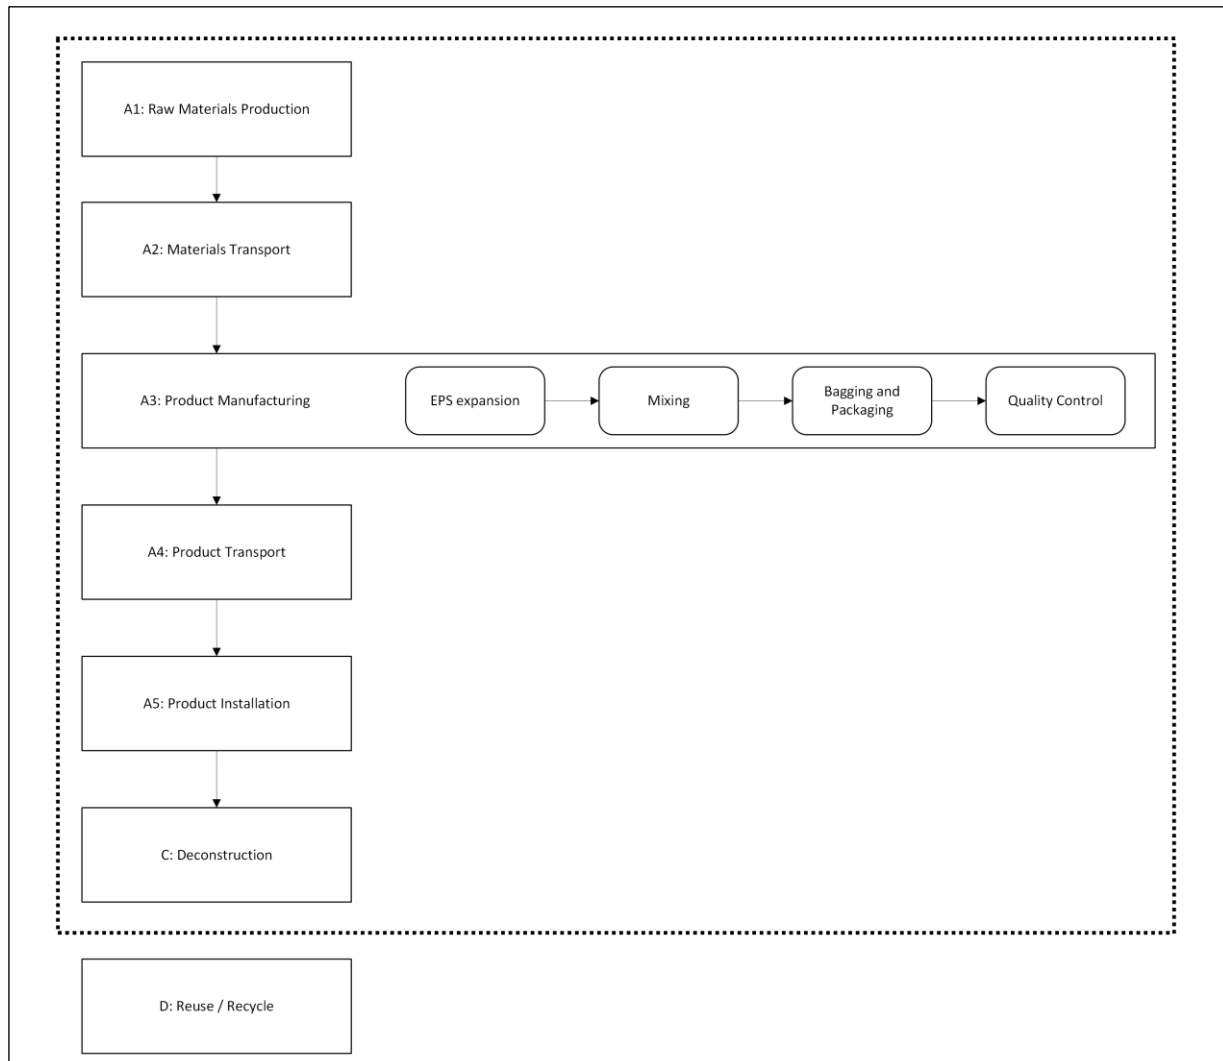 A1: Raw Materials Production
A2: Materials Transport
A3: Product Manufacturing
EPS expansion
Mixing
Bagging and
Packaging
Quality Control
A4: Product Transport
A5: Product Installation
C: Deconstruction
D: Reuse / Recycle